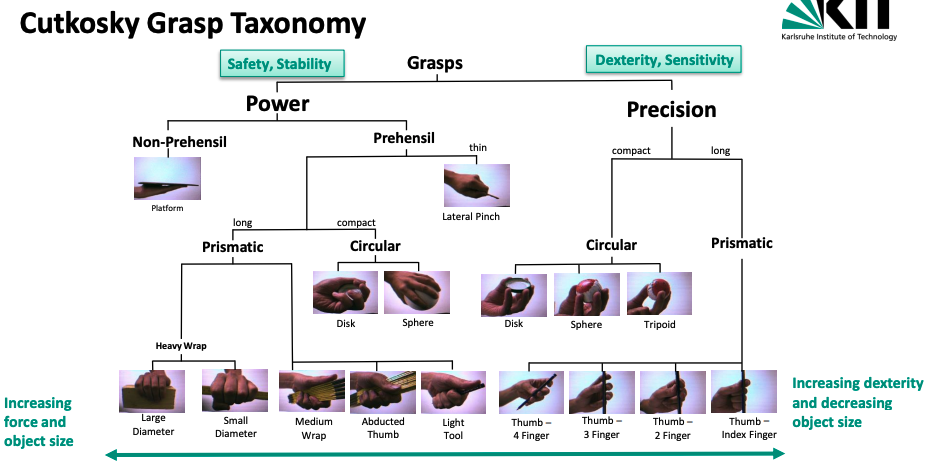 Cutkosky Grasp Taxonomy
KIT
Karlsruhe Institute of Technology
Safety, Stability
Grasps
Dexterity, Sensitivity
Power
Precision
Non-Prehensil
Prehensil
thin
compact
long
Platform
Lateral Pinch
long
compact
Prismatic
Circular
Circular
Prismatic
Disk
Sphere
Disk
Sphere
Tripoid
Heavy Wrap
Increasing
force and
object size
Large
Diameter
Small
Diameter
Medium
Wrap
Abducted
Thumb
Light
Tool
Thumb –
4 Finger
Thumb –
3 Finger
Thumb –
2 Finger
Thumb –
Index Finger
Increasing dexterity
and decreasing
object size